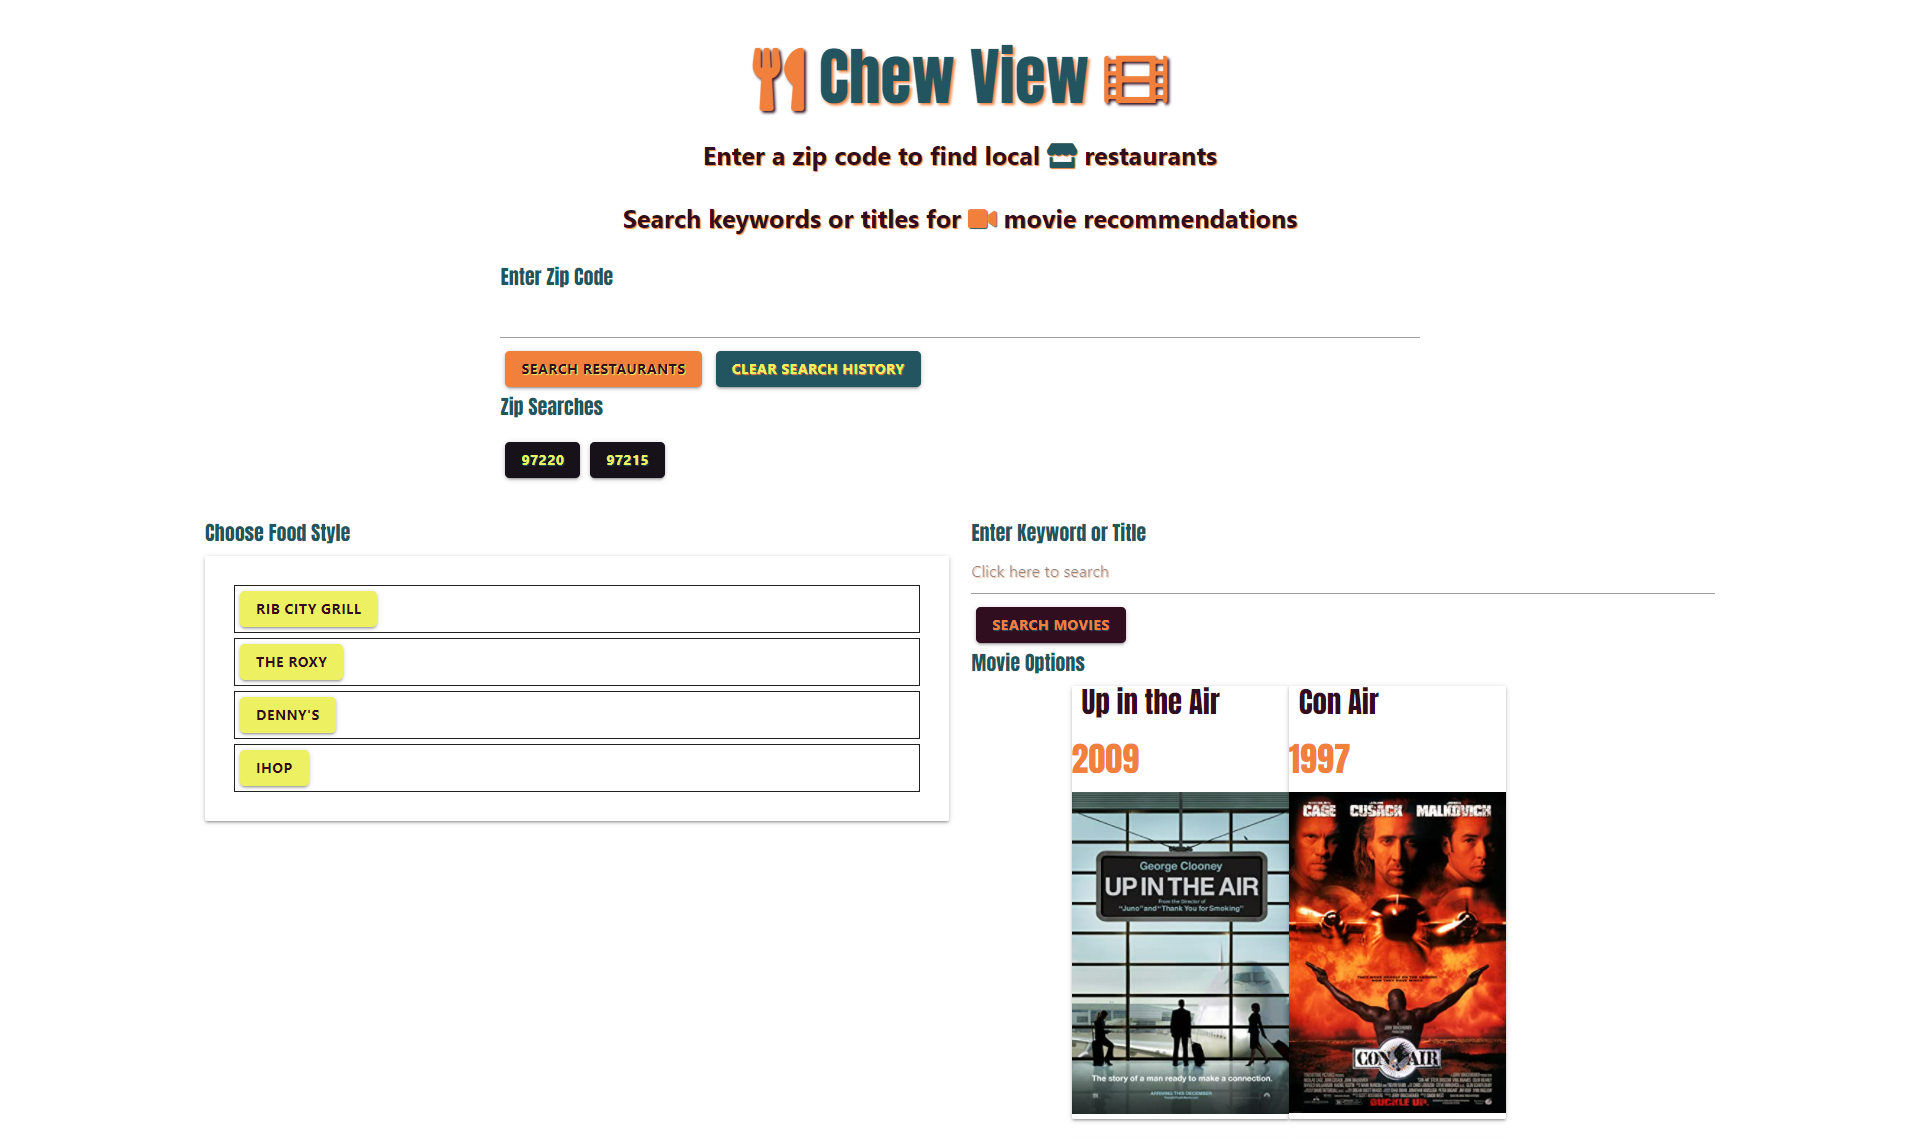 Chew View
Enter a zip code to find local restaurants
Search keywords or titles for movie recommendations
Enter Zip Code
SEARCH RESTAURANTS
CLEAR SEARCH HISTORY
Zip Searches
97220
97215
Choose Food Style
RIB CITY GRILL
THE ROXY
DENNY'S
IHOP
Enter Keyword or Title
Click here to search
SEARCH MOVIES
Movie Options
Up in the Air
2009
George Clooney
UP IN THE AIR
From the Director of
"Juno" and "Thank You for Smoking"
The story of a man ready to make a connection.
ARRIVING THIS DECEMBER
Con Air
1997
CAGE CUSACK MALKOVICH
CON AIR
BUCKLE UP.